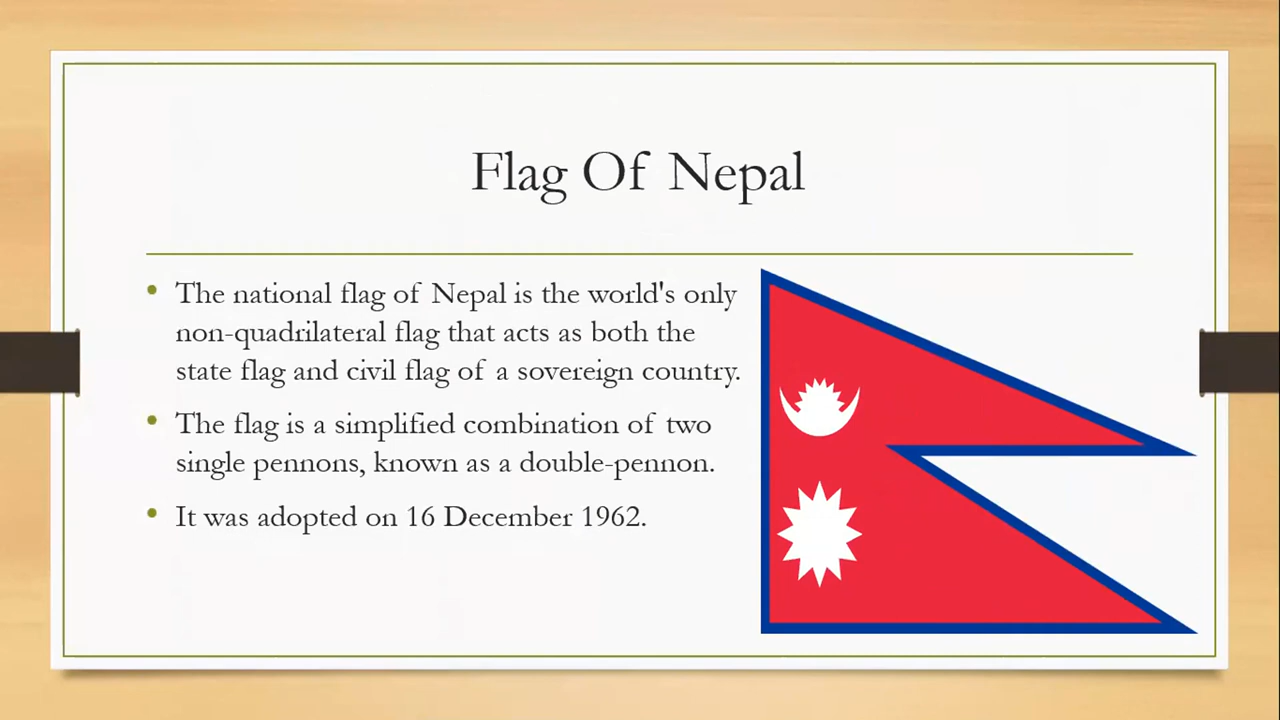 Flag Of Nepal
• The national flag of Nepal is the world's only
non-quadrilateral flag that acts as both the
state flag and civil flag of a sovereign country.
• The flag is a simplified combination of two
single pennons, known as a double-pennon.
• It was adopted on 16 December 1962.